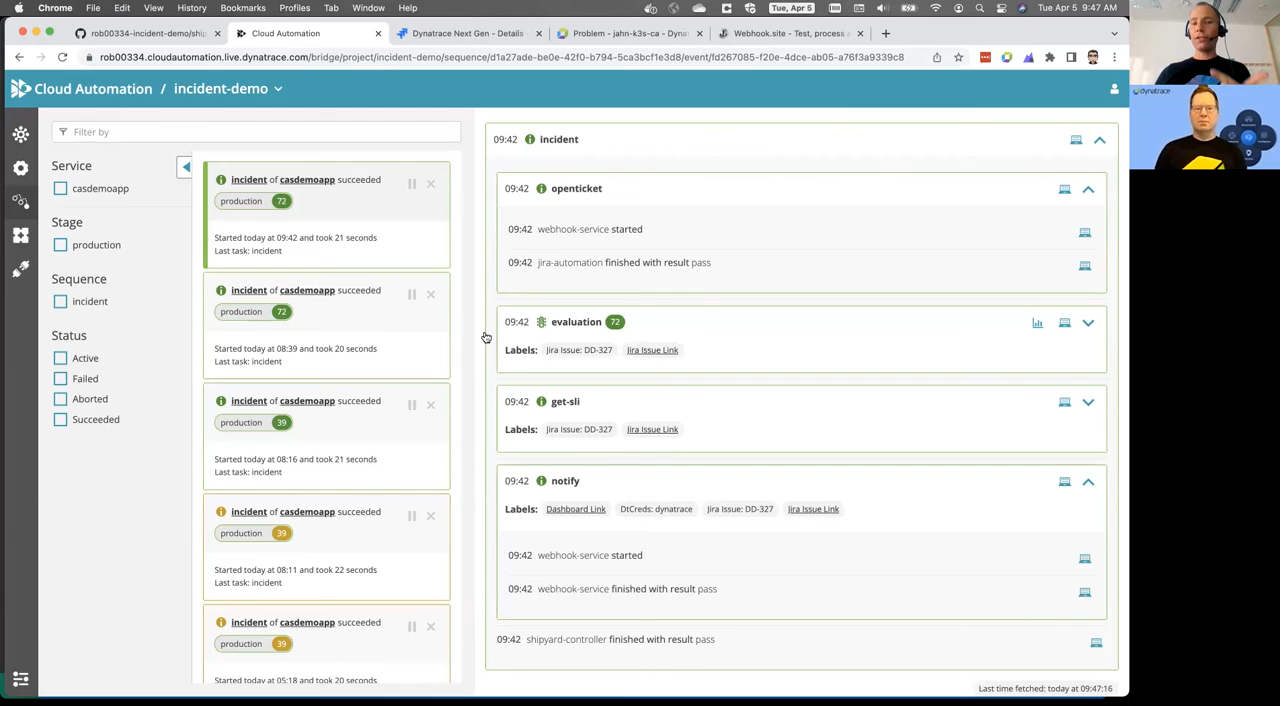 Chrome File Edit View History Bookmarks Profiles Tab Window Help Tue, Apr 5 Tue Apr 5 9:47 AM
rob00334-incident-demo/ship
Cloud Automation
Dynatrace Next Gen - Details
Problem - jahn-k3s-ca - Dyna
Webhook.site - Test, process a
rob00334.cloudautomation.live.dynatrace.com/bridge/project/incident-demo/sequence/d1a27ade-be0e-42f0-b794-5ca3bcf1e3d8/event/fd267085-f20e-4dce-ab05-a76f3a9339c8
Cloud Automation / incident-demo
dynatrace
Filter by
Service
casdemoapp
Stage
production
Sequence
incident
Status
Active
Failed
Aborted
Succeeded
incident of casdemoapp succeeded
production 72
Started today at 09:42 and took 21 seconds
Last task: incident
incident of casdemoapp succeeded
production 72
Started today at 08:39 and took 20 seconds
Last task: incident
incident of casdemoapp succeeded
production 39
Started today at 08:16 and took 21 seconds
Last task: incident
incident of casdemoapp succeeded
production 39
Started today at 08:11 and took 22 seconds
Last task: incident
incident of casdemoapp succeeded
production 39
Started today at 05:18 and took 20 seconds
09:42 incident
09:42 openticket
09:42 webhook-service started
09:42 jira-automation finished with result pass
09:42 evaluation 72
Labels: Jira Issue: DD-327 Jira Issue Link
09:42 get-sli
Labels: Jira Issue: DD-327 Jira Issue Link
09:42 notify
Labels: Dashboard Link DtCreds: dynatrace Jira Issue: DD-327 Jira Issue Link
09:42 webhook-service started
09:42 webhook-service finished with result pass
09:42 shipyard-controller finished with result pass
Last time fetched: today at 09:47:16